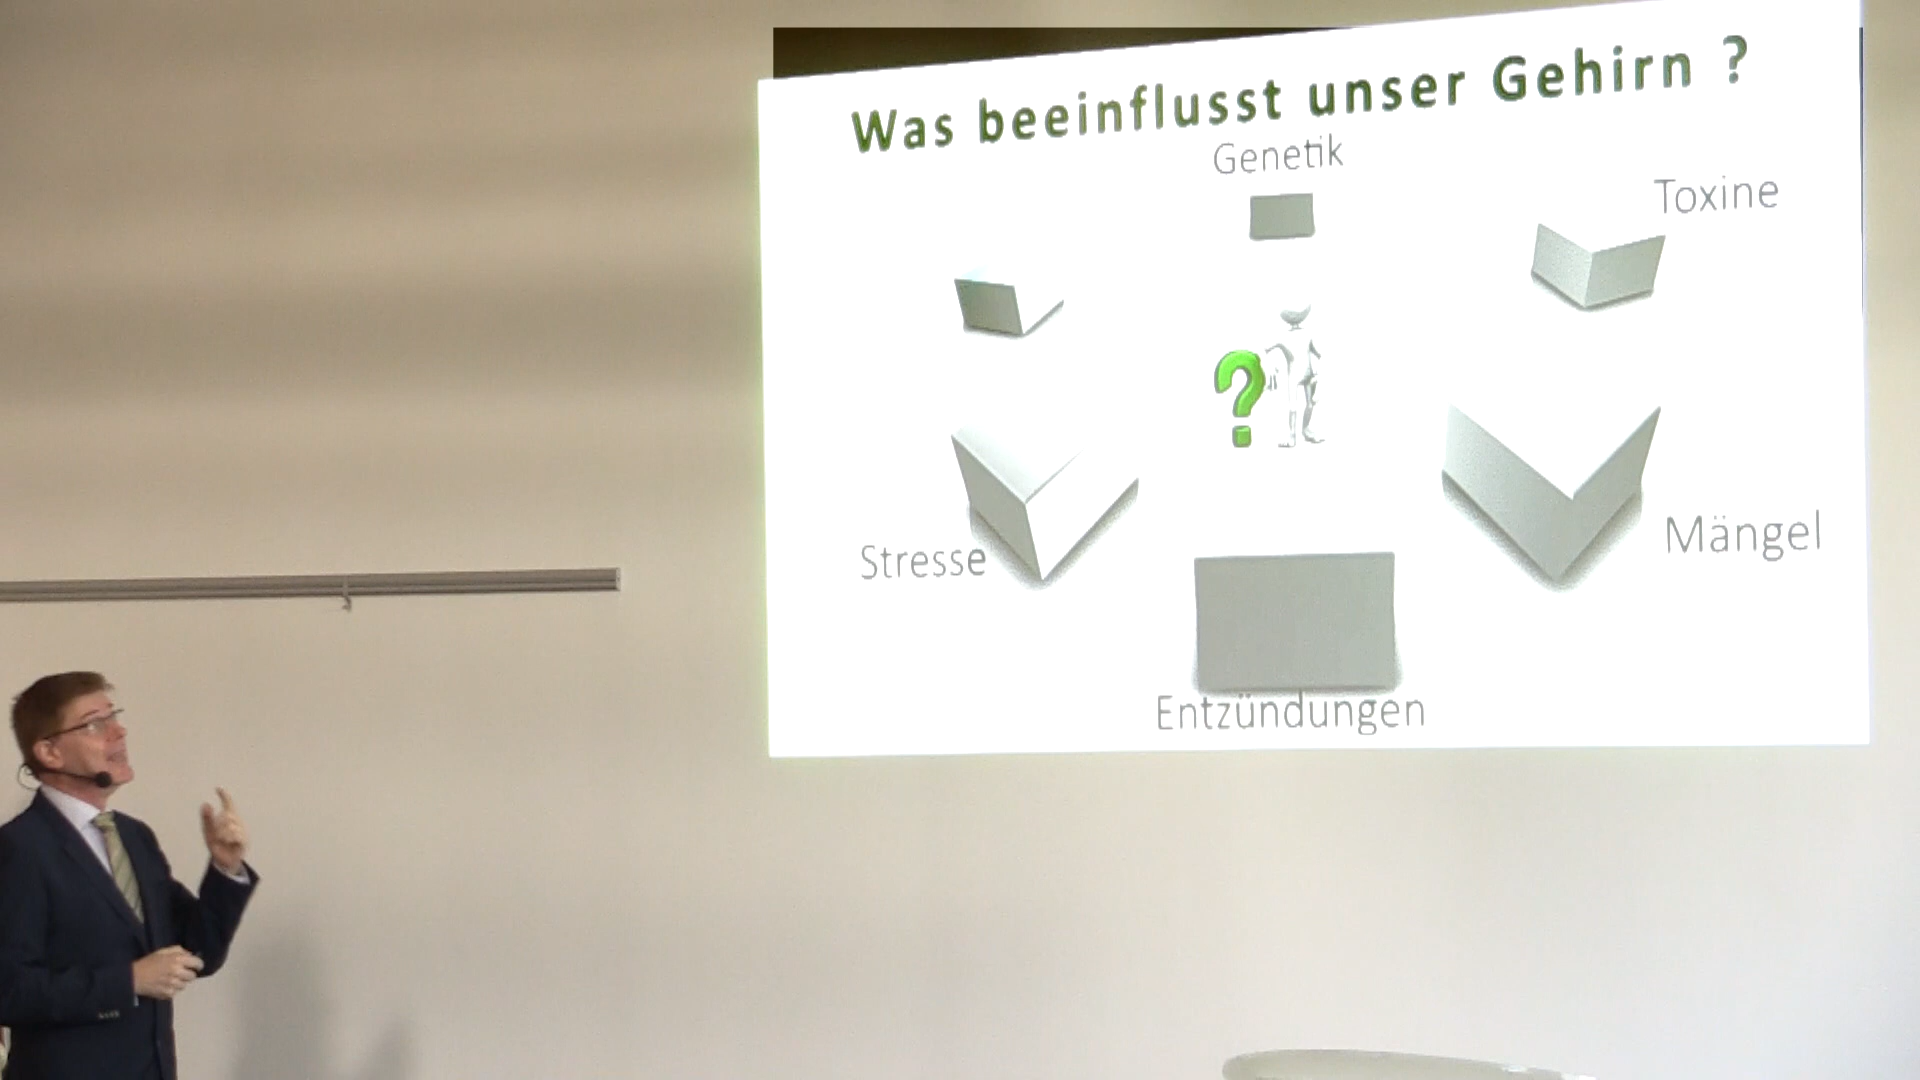 Was beeinflusst unser Gehirn ?
Genetik
Toxine
Stresse
Mängel
Entzündungen